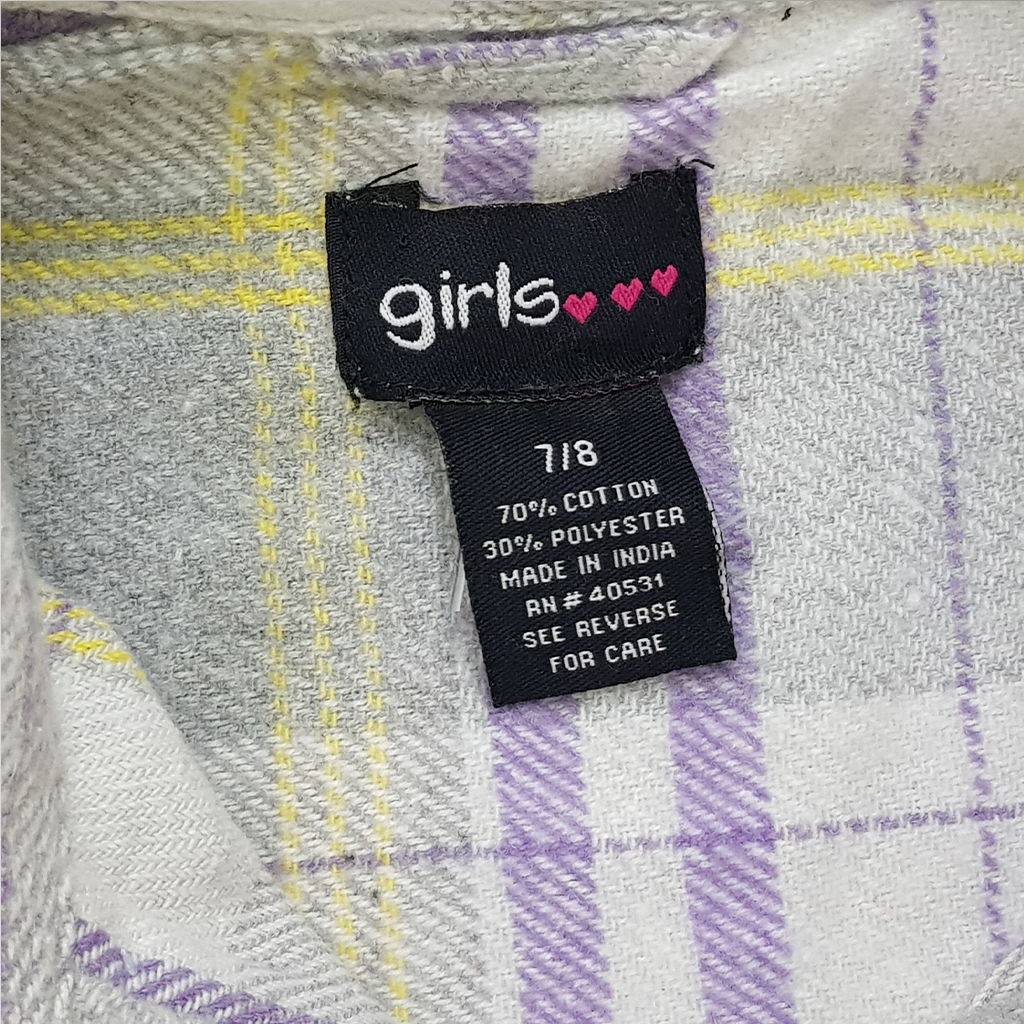 girls
7/8
70% COTTON
30% POLYESTER
MADE IN INDIA
RN # 40531
SEE REVERSE
FOR CARE